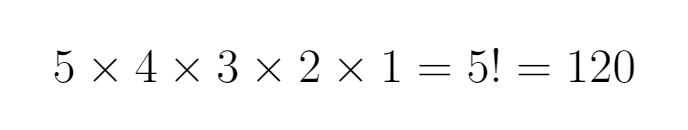 5 × 4 × 3 × 2 × 1 = 5! = 120